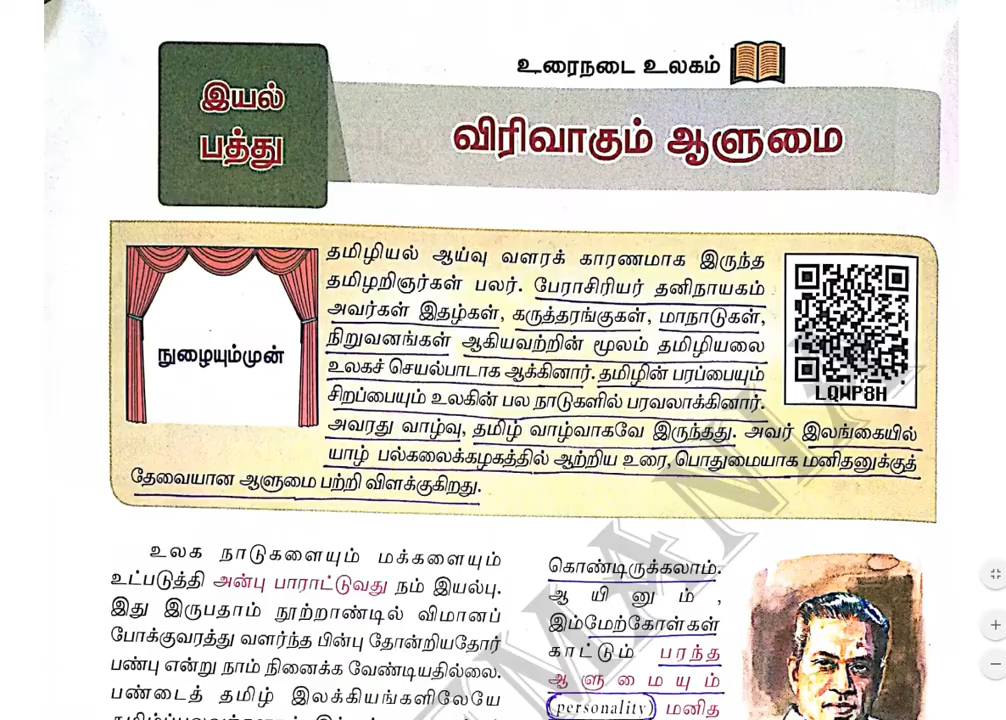 உரைநடை உலகம்
இயல்
பத்து
விரிவாகும் ஆளுமை
நுழையும்முன்
தமிழியல் ஆய்வு வளரக் காரணமாக இருந்த
தமிழறிஞர்கள் பலர். பேராசிரியர் தனிநாயகம்
அவர்கள் இதழ்கள், கருத்தரங்குகள், மாநாடுகள்,
நிறுவனங்கள் ஆகியவற்றின் மூலம் தமிழியலை
உலகச் செயல்பாடாக ஆக்கினார். தமிழின் பரப்பையும்
சிறப்பையும் உலகின் பல நாடுகளில் பரவலாக்கினார்.
அவரது வாழ்வு, தமிழ் வாழ்வாகவே இருந்தது. அவர் இலங்கையில்
யாழ் பல்கலைக்கழகத்தில் ஆற்றிய உரை, பொதுமையாக மனிதனுக்குத்
தேவையான ஆளுமை பற்றி விளக்குகிறது.
LQWP8H
உலக நாடுகளையும் மக்களையும்
உட்படுத்தி அன்பு பாராட்டுவது நம் இயல்பு.
இது இருபதாம் நூற்றாண்டில் விமானப்
போக்குவரத்து வளர்ந்த பின்பு தோன்றியதோர்
பண்பு என்று நாம் நினைக்க வேண்டியதில்லை.
பண்டைத் தமிழ் இலக்கியங்களிலேயே
கொண்டிருக்கலாம்.
ஆயினும்,
இம்மேற்கோள்கள்
காட்டும் பரந்த
ஆளுமையும்
(personality) மனித